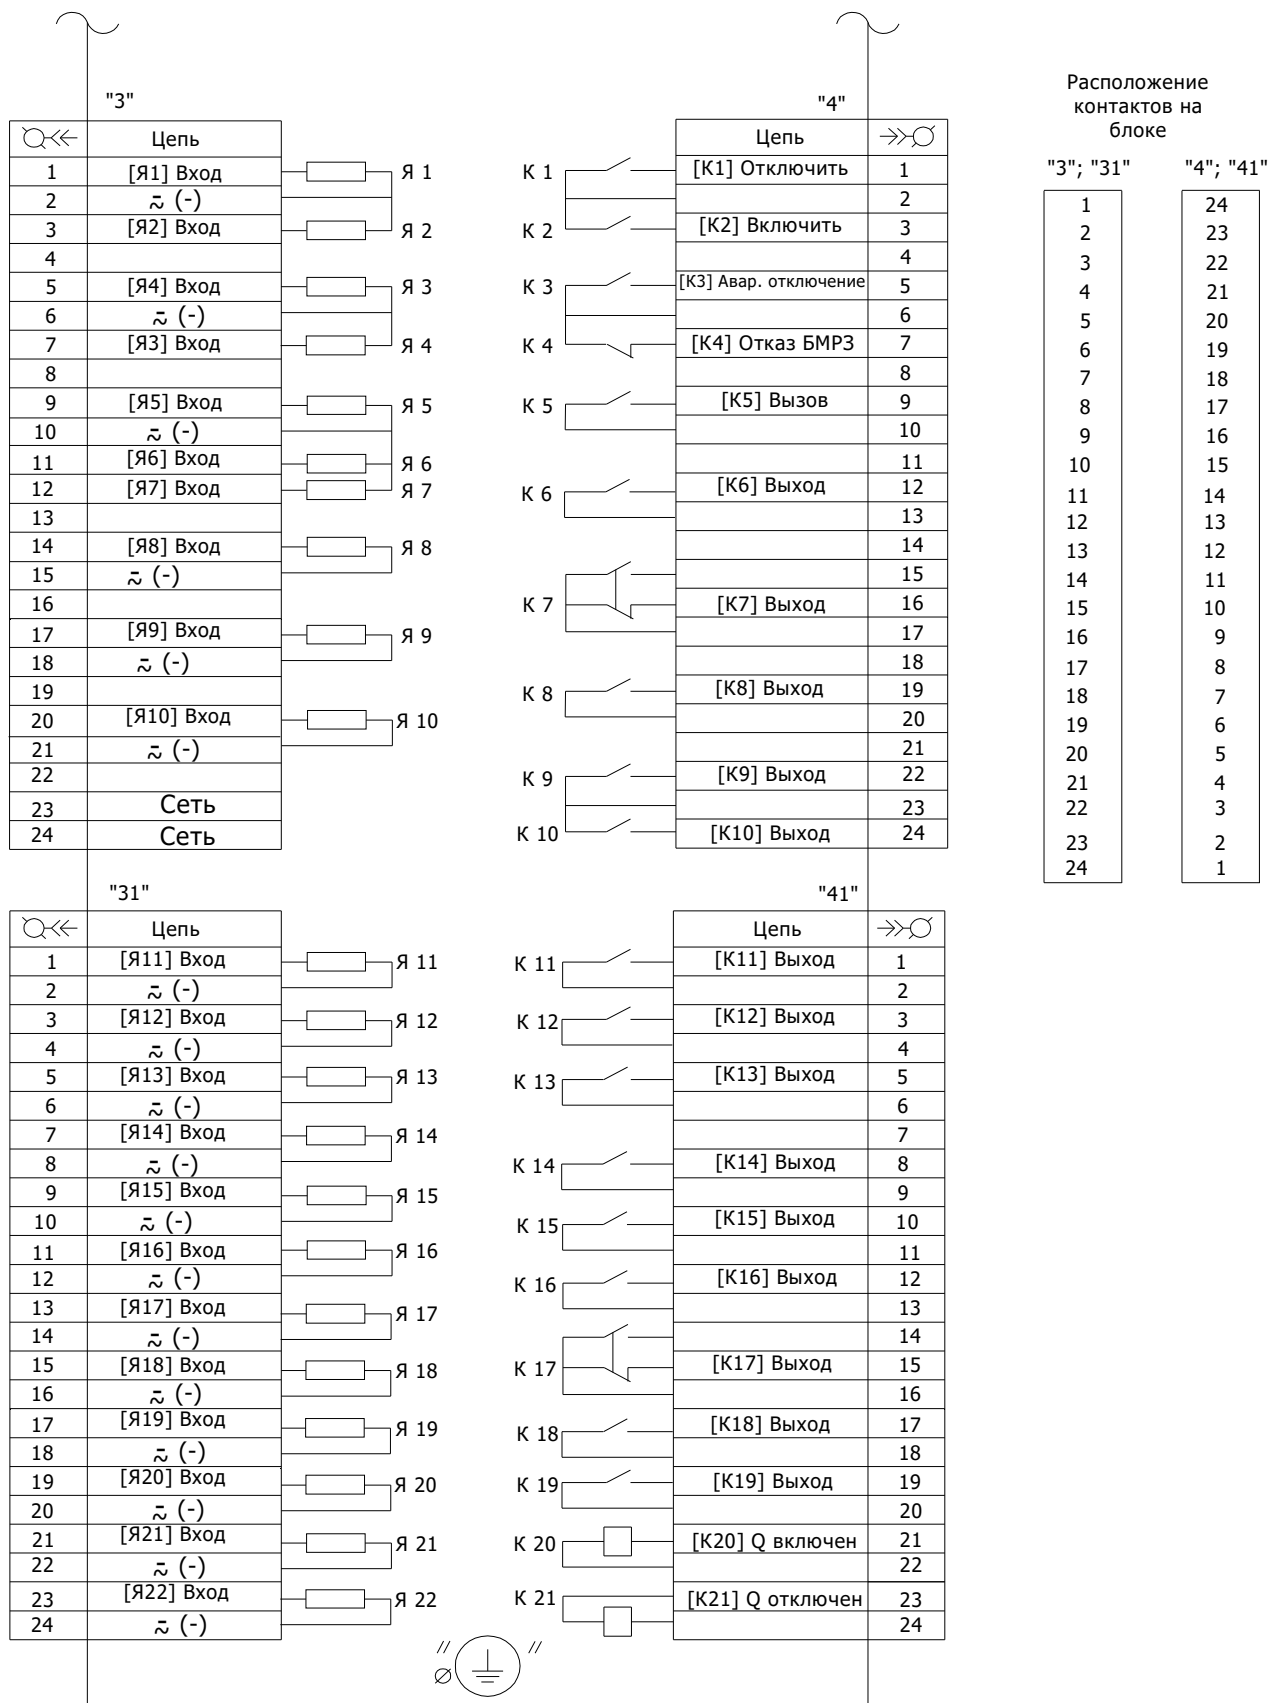 "3"
Цепь
1 [Я1] Вход Я 1
2 ≂ (-)
3 [Я2] Вход Я 2
4
5 [Я4] Вход Я 3
6 ≂ (-)
7 [Я3] Вход Я 4
8
9 [Я5] Вход Я 5
10 ≂ (-)
11 [Я6] Вход Я 6
12 [Я7] Вход Я 7
13
14 [Я8] Вход Я 8
15 ≂ (-)
16
17 [Я9] Вход Я 9
18 ≂ (-)
19
20 [Я10] Вход Я 10
21 ≂ (-)
22
23 Сеть
24 Сеть
"4"
Цепь
К 1 [К1] Отключить 1
2
К 2 [К2] Включить 3
4
К 3 [К3] Авар. отключение 5
6
К 4 [К4] Отказ БМРЗ 7
8
К 5 [К5] Вызов 9
10
11
К 6 [К6] Выход 12
13
14
15
К 7 [К7] Выход 16
17
18
К 8 [К8] Выход 19
20
21
К 9 [К9] Выход 22
23
К 10 [К10] Выход 24
Расположение
контактов на
блоке
"3"; "31" "4"; "41"
1 24
2 23
3 22
4 21
5 20
6 19
7 18
8 17
9 16
10 15
11 14
12 13
13 12
14 11
15 10
16 9
17 8
18 7
19 6
20 5
21 4
22 3
23 2
24 1
"31"
Цепь
1 [Я11] Вход Я 11
2 ≂ (-)
3 [Я12] Вход Я 12
4 ≂ (-)
5 [Я13] Вход Я 13
6 ≂ (-)
7 [Я14] Вход Я 14
8 ≂ (-)
9 [Я15] Вход Я 15
10 ≂ (-)
11 [Я16] Вход Я 16
12 ≂ (-)
13 [Я17] Вход Я 17
14 ≂ (-)
15 [Я18] Вход Я 18
16 ≂ (-)
17 [Я19] Вход Я 19
18 ≂ (-)
19 [Я20] Вход Я 20
20 ≂ (-)
21 [Я21] Вход Я 21
22 ≂ (-)
23 [Я22] Вход Я 22
24 ≂ (-)
"41"
Цепь
К 11 [К11] Выход 1
2
К 12 [К12] Выход 3
4
К 13 [К13] Выход 5
6
7
К 14 [К14] Выход 8
9
К 15 [К15] Выход 10
11
К 16 [К16] Выход 12
13
14
К 17 [К17] Выход 15
16
К 18 [К18] Выход 17
18
К 19 [К19] Выход 19
20
К 20 [К20] Q включен 21
22
К 21 [К21] Q отключен 23
24
" "
⌀